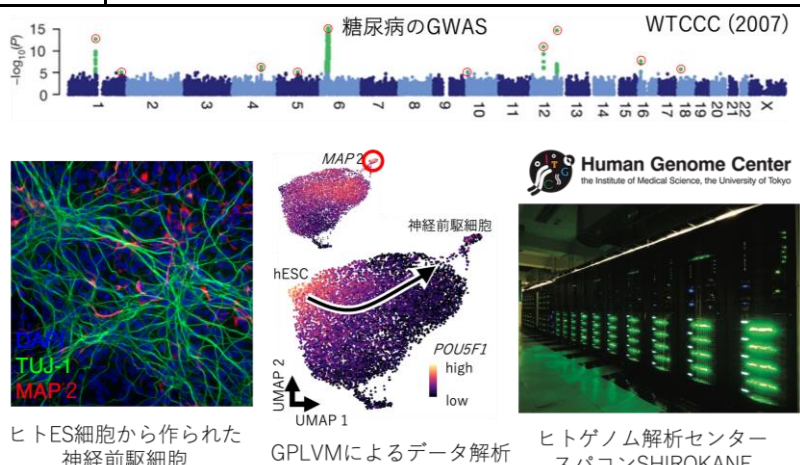 糖尿病のGWAS
WTCCC (2007)
−log₁₀(P)
15
10
5
0
1 2 3 4 5 6 7 8 9 10 11 12 13 14 15 16 17 18 19 20 21 22 X
MAP2
神経前駆細胞
hESC
POU5F1
high
low
UMAP 2
UMAP 1
DAPI
TUJ-1
MAP2
Human Genome Center
the Institute of Medical Science, the University of Tokyo
ヒトES細胞から作られた
神経前駆細胞
GPLVMによるデータ解析
ヒトゲノム解析センター
スパコンSHIROKANE